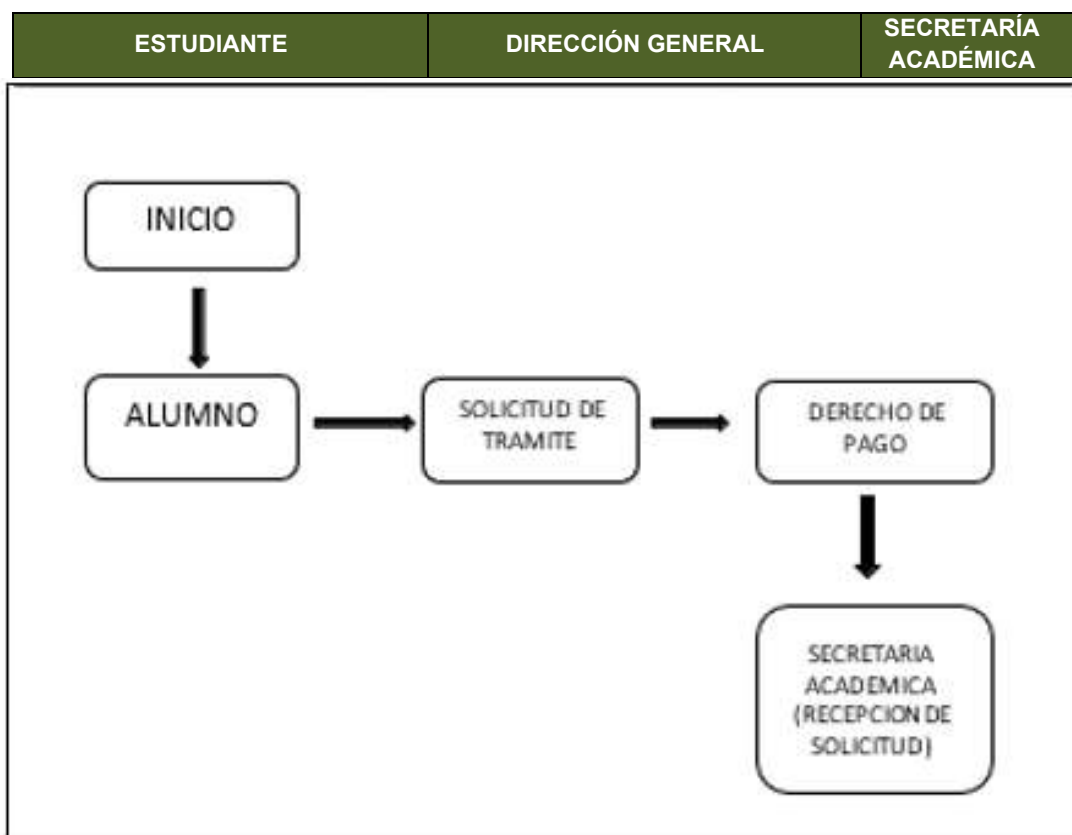 ESTUDIANTE
DIRECCIÓN GENERAL
SECRETARÍA
ACADÉMICA
INICIO
ALUMNO
SOLICITUD DE
TRAMITE
DERECHO DE
PAGO
SECRETARIA
ACADEMICA
(RECEPCION DE
SOLICITUD)